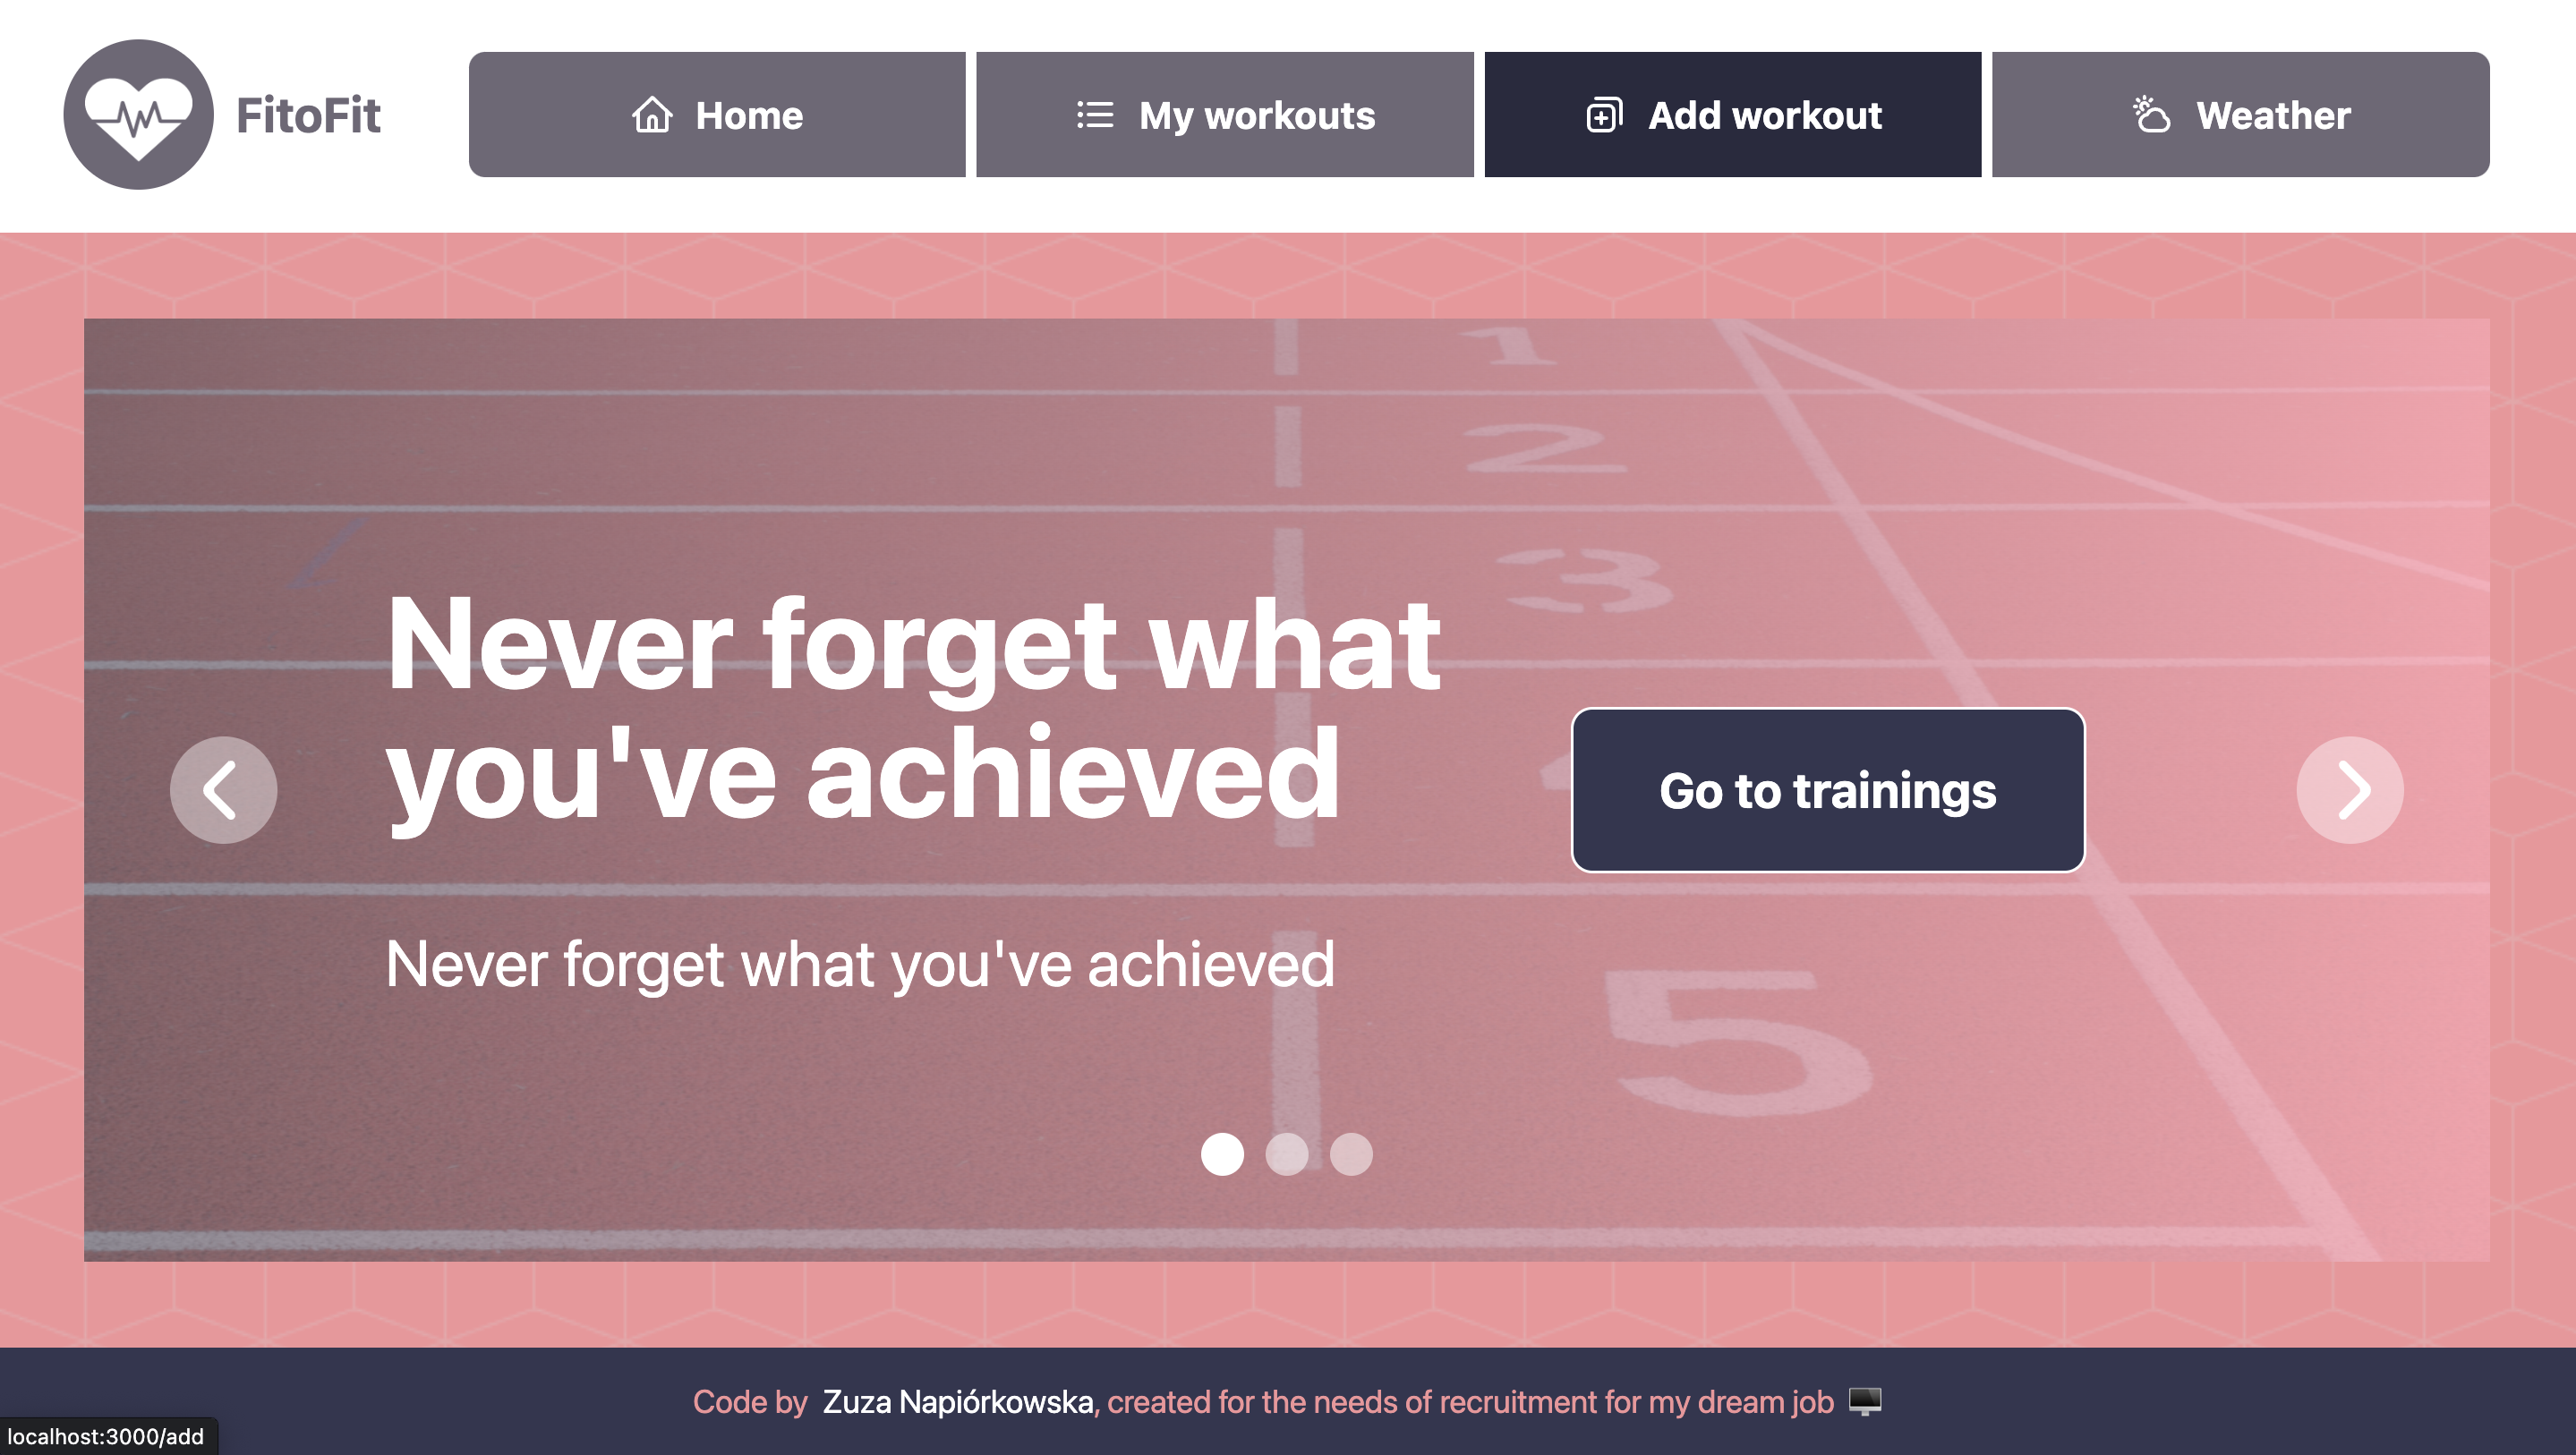 FitoFit
Home
My workouts
Add workout
Weather
1
2
3
Never forget what
you've achieved
Go to trainings
Never forget what you've achieved
5
Code by Zuza Napiórkowska, created for the needs of recruitment for my dream job
localhost:3000/add